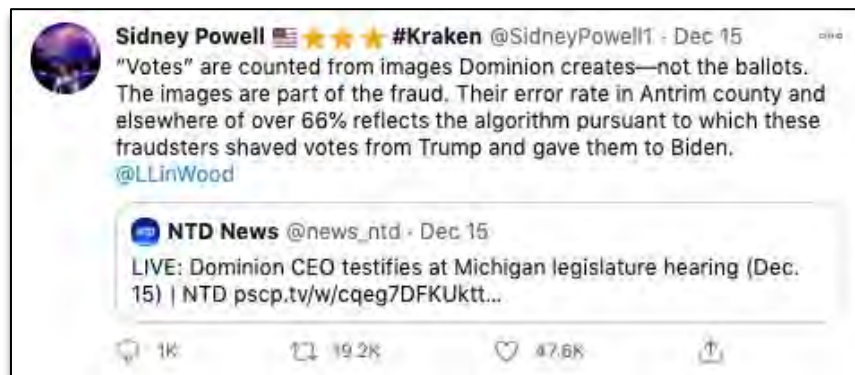 Sidney Powell 🇺🇸 ⭐⭐⭐ #Kraken @SidneyPowell1 · Dec 15
“Votes” are counted from images Dominion creates—not the ballots.
The images are part of the fraud. Their error rate in Antrim county and
elsewhere of over 66% reflects the algorithm pursuant to which these
fraudsters shaved votes from Trump and gave them to Biden.
@LLinWood
NTD News @news_ntd · Dec 15
LIVE: Dominion CEO testifies at Michigan legislature hearing (Dec.
15) | NTD pscp.tv/w/cqeg7DFKUktt...
1K 19.2K 47.6K